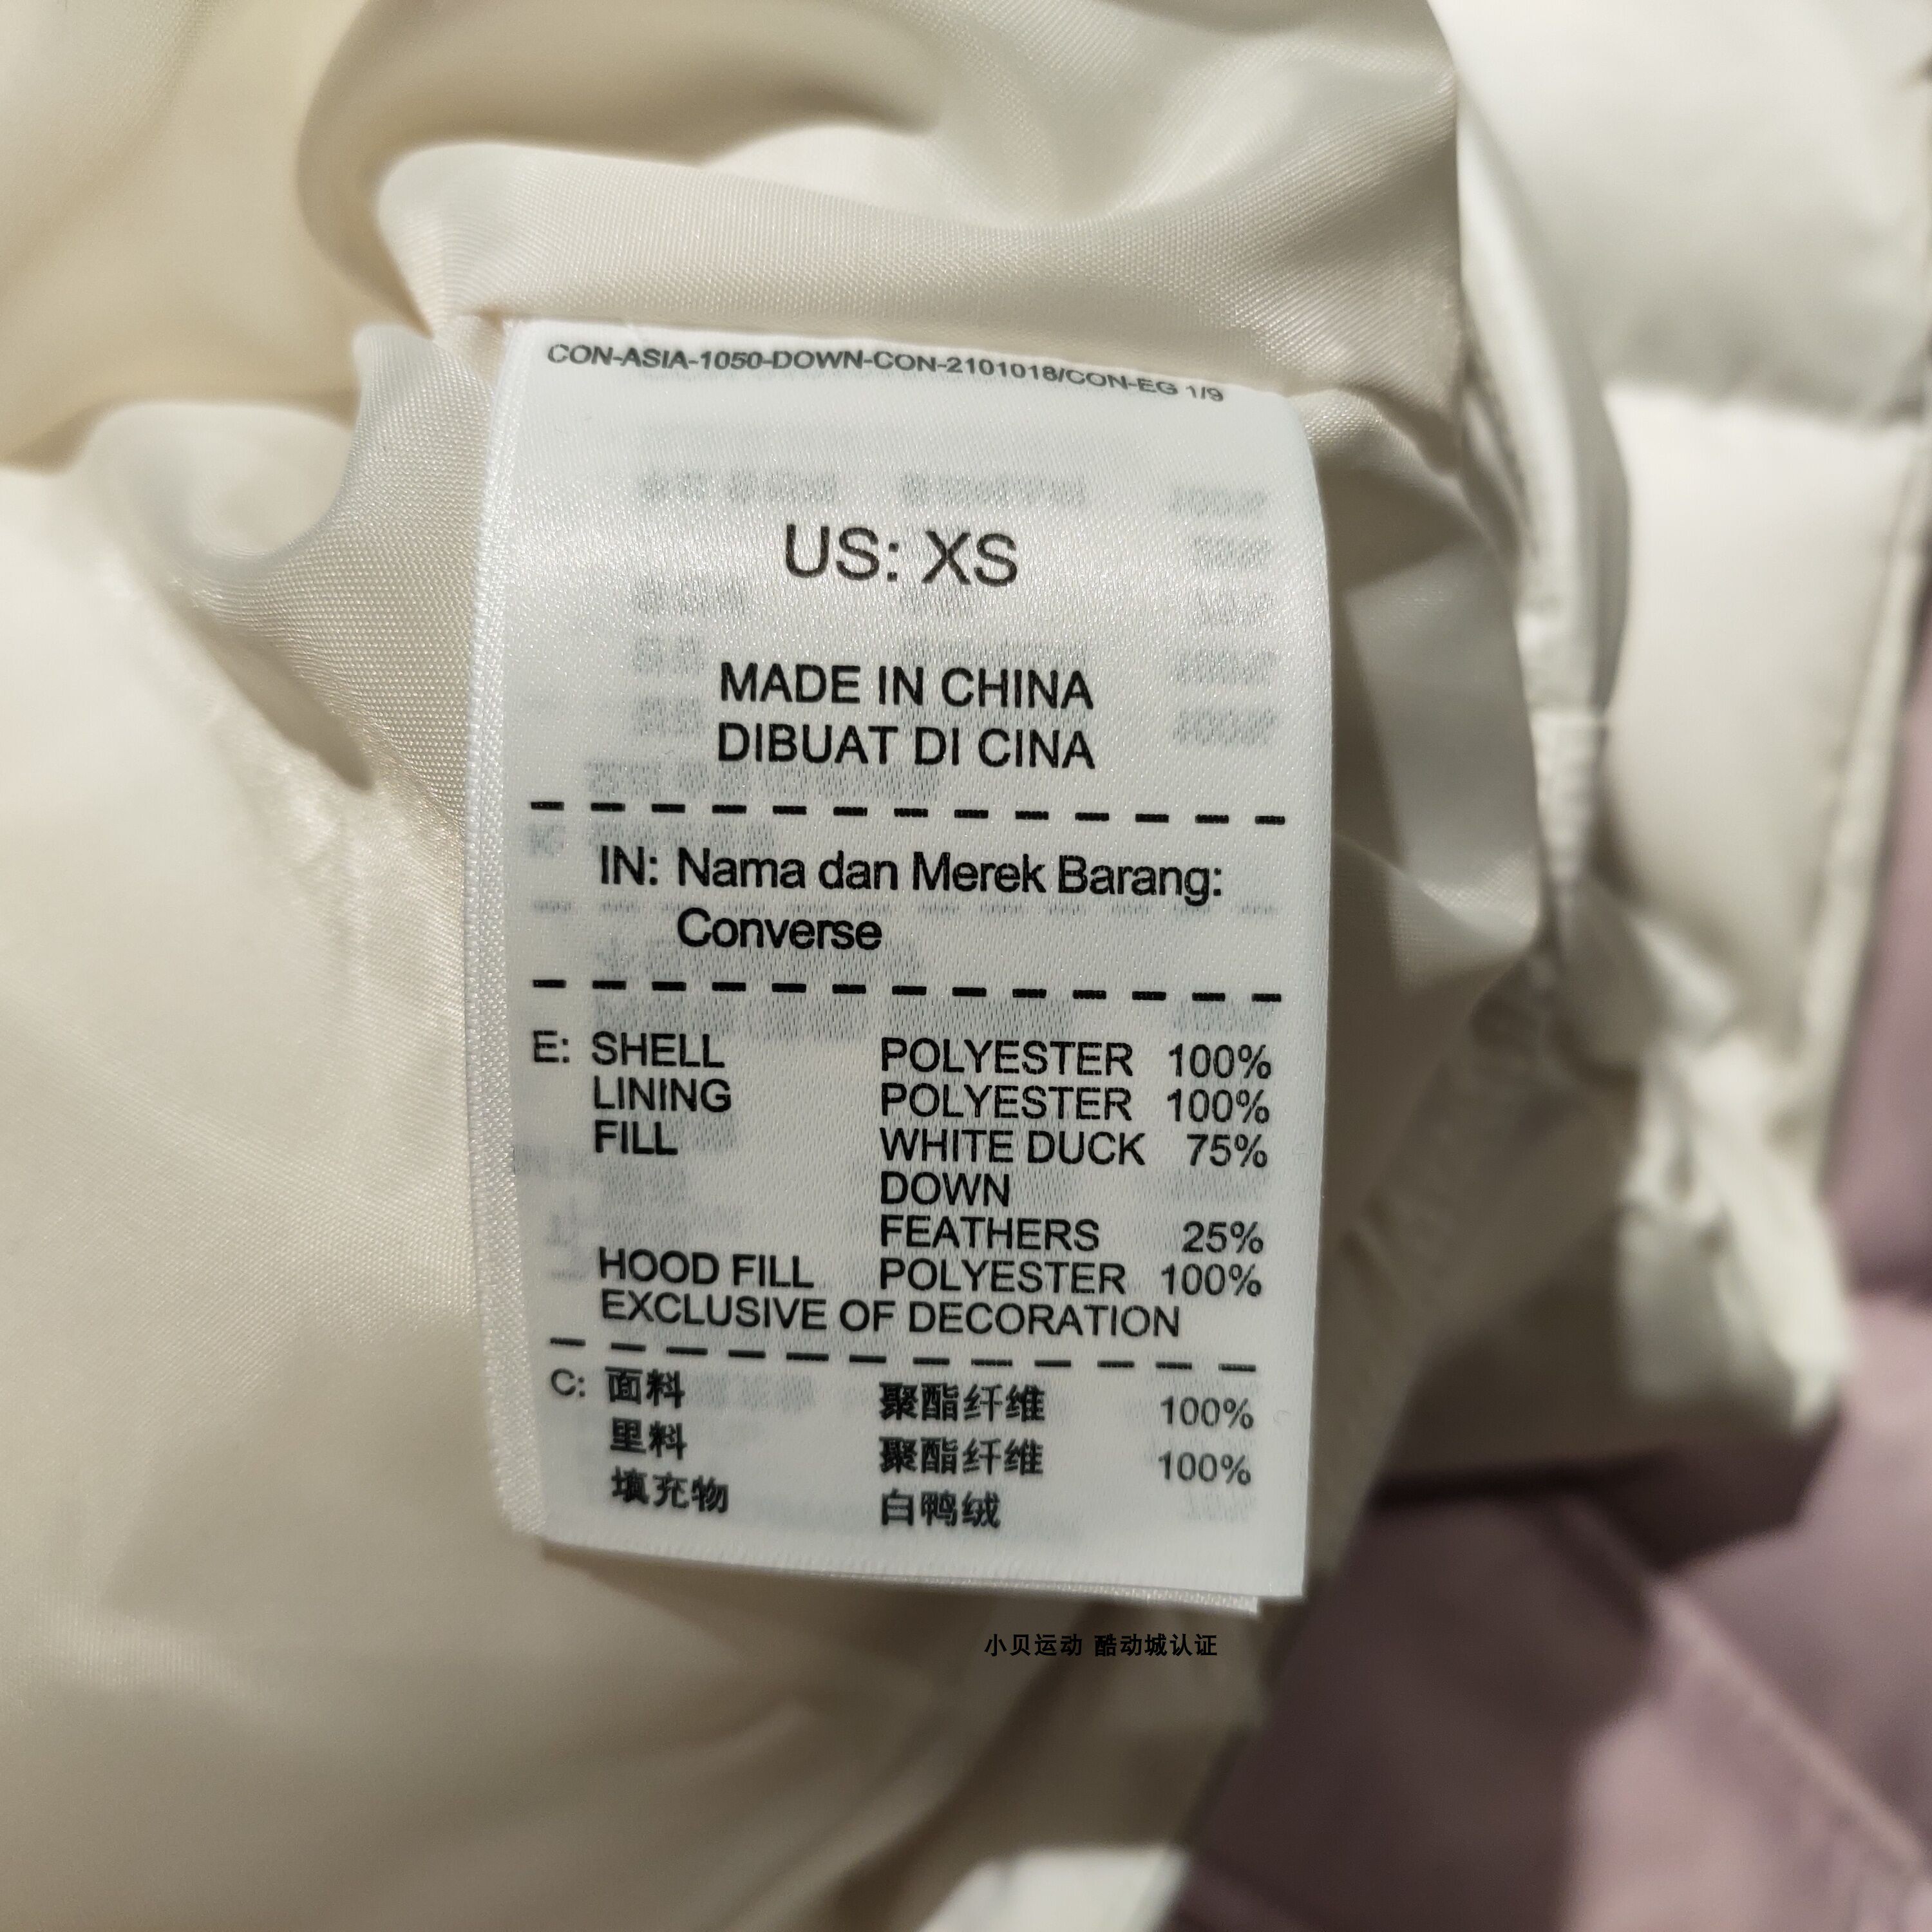 CON-ASIA-1050-DOWN-CON-2101018/CON-EG 1/9
US: XS
MADE IN CHINA
DIBUAT DI CINA
IN: Nama dan Merek Barang:
Converse
E: SHELL POLYESTER 100%
LINING POLYESTER 100%
FILL WHITE DUCK 75%
DOWN
FEATHERS 25%
HOOD FILL POLYESTER 100%
EXCLUSIVE OF DECORATION
C: 面料 聚酯纤维 100%
里料 聚酯纤维 100%
填充物 白鸭绒
小贝运动 酷动城认证